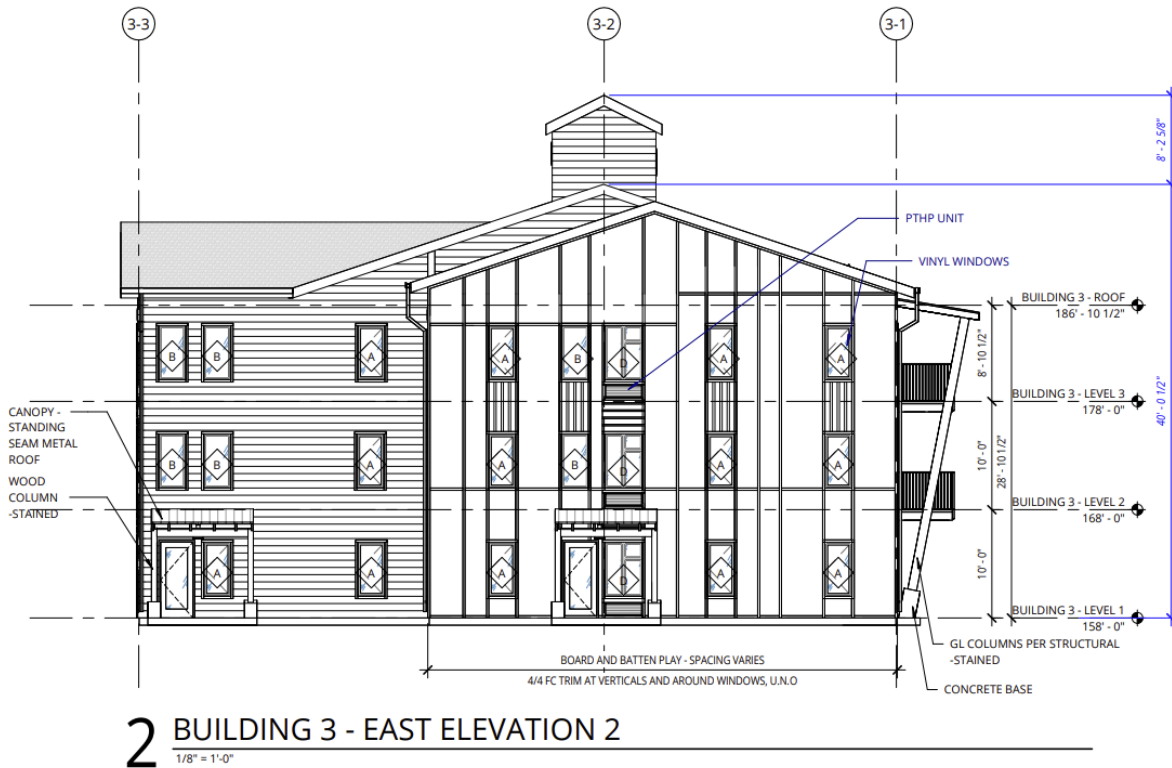 3-3
3-2
3-1
8' - 2 5/8"
PTHP UNIT
VINYL WINDOWS
BUILDING 3 - ROOF
186' - 10 1/2"
B
B
A
A
B
D
A
A
8' - 10 1/2"
BUILDING 3 - LEVEL 3
178' - 0"
40' - 0 1/2"
CANOPY -
STANDING
SEAM METAL
ROOF
WOOD
COLUMN
-STAINED
B
B
A
A
B
D
A
A
10' - 0"
28' - 10 1/2"
BUILDING 3 - LEVEL 2
168' - 0"
A
A
A
D
A
A
10' - 0"
BUILDING 3 - LEVEL 1
158' - 0"
GL COLUMNS PER STRUCTURAL
-STAINED
CONCRETE BASE
BOARD AND BATTEN PLAY - SPACING VARIES
4/4 FC TRIM AT VERTICALS AND AROUND WINDOWS, U.N.O
2 BUILDING 3 - EAST ELEVATION 2
1/8" = 1'-0"